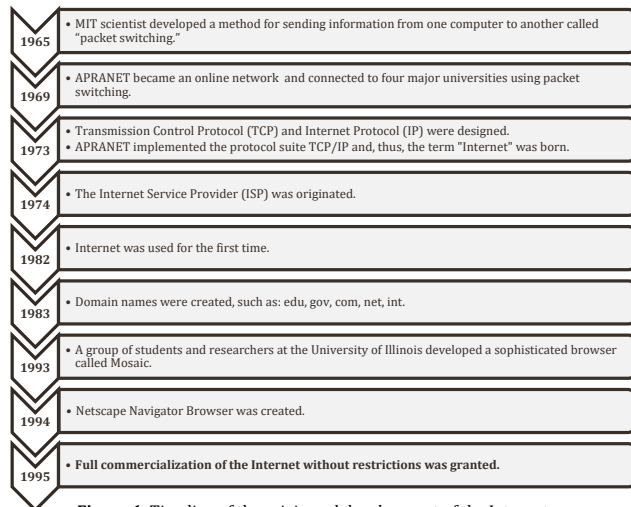 1965
• MIT scientist developed a method for sending information from one computer to another called
“packet switching.”
1969
• APRANET became an online network and connected to four major universities using packet
switching.
1973
• Transmission Control Protocol (TCP) and Internet Protocol (IP) were designed.
• APRANET implemented the protocol suite TCP/IP and, thus, the term "Internet" was born.
1974
• The Internet Service Provider (ISP) was originated.
1982
• Internet was used for the first time.
1983
• Domain names were created, such as: edu, gov, com, net, int.
1993
• A group of students and researchers at the University of Illinois developed a sophisticated browser
called Mosaic.
1994
• Netscape Navigator Browser was created.
1995
• Full commercialization of the Internet without restrictions was granted.